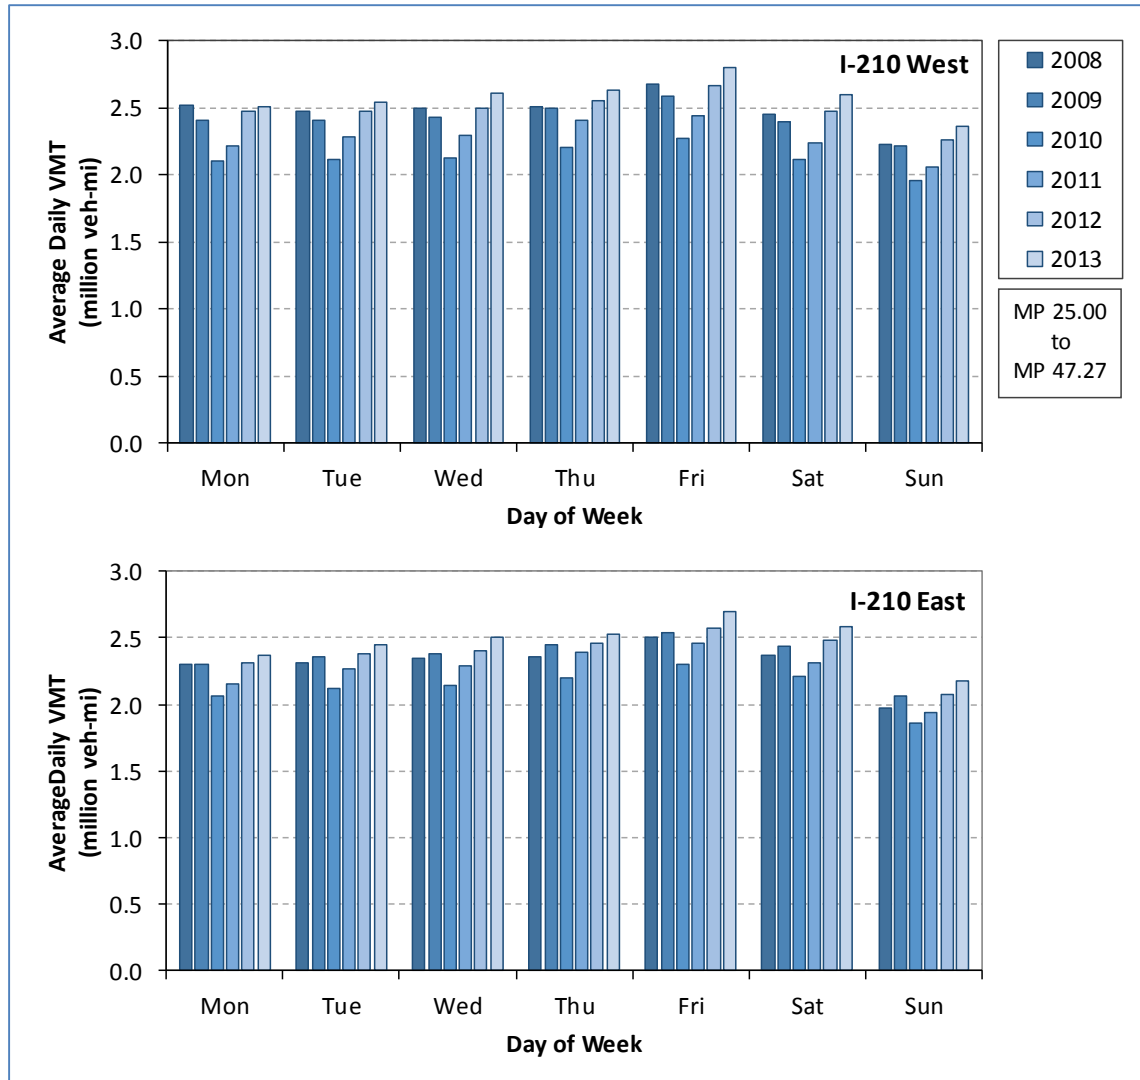 I-210 West
Average Daily VMT
(million veh-mi)
3.0
2.5
2.0
1.5
1.0
0.5
0.0
Mon Tue Wed Thu Fri Sat Sun
Day of Week
2008
2009
2010
2011
2012
2013
MP 25.00
to
MP 47.27
I-210 East
AverageDaily VMT
(million veh-mi)
3.0
2.5
2.0
1.5
1.0
0.5
0.0
Mon Tue Wed Thu Fri Sat Sun
Day of Week